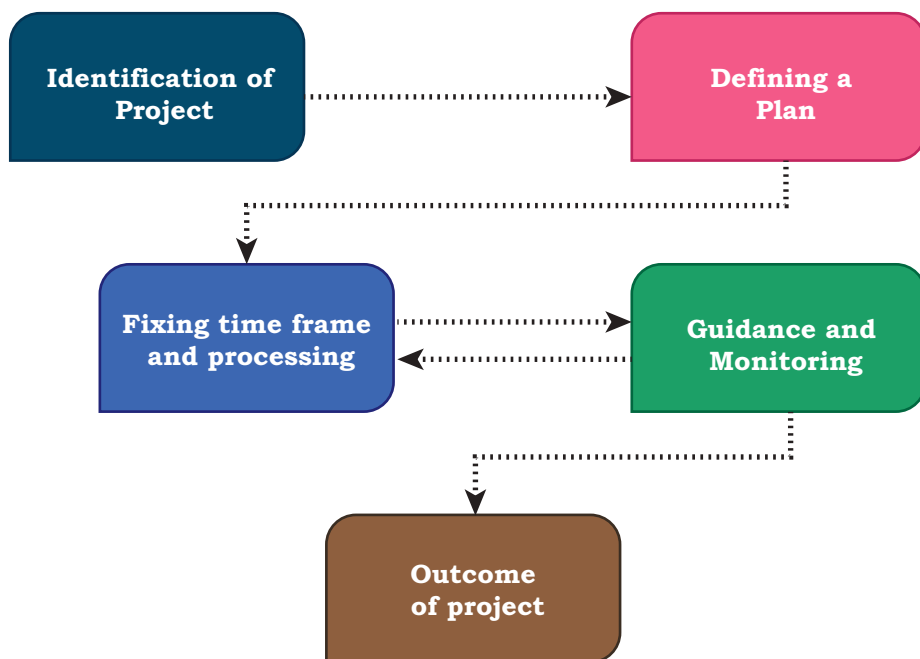 Identification of
Project
Defining a
Plan
Fixing time frame
and processing
Guidance and
Monitoring
Outcome
of project